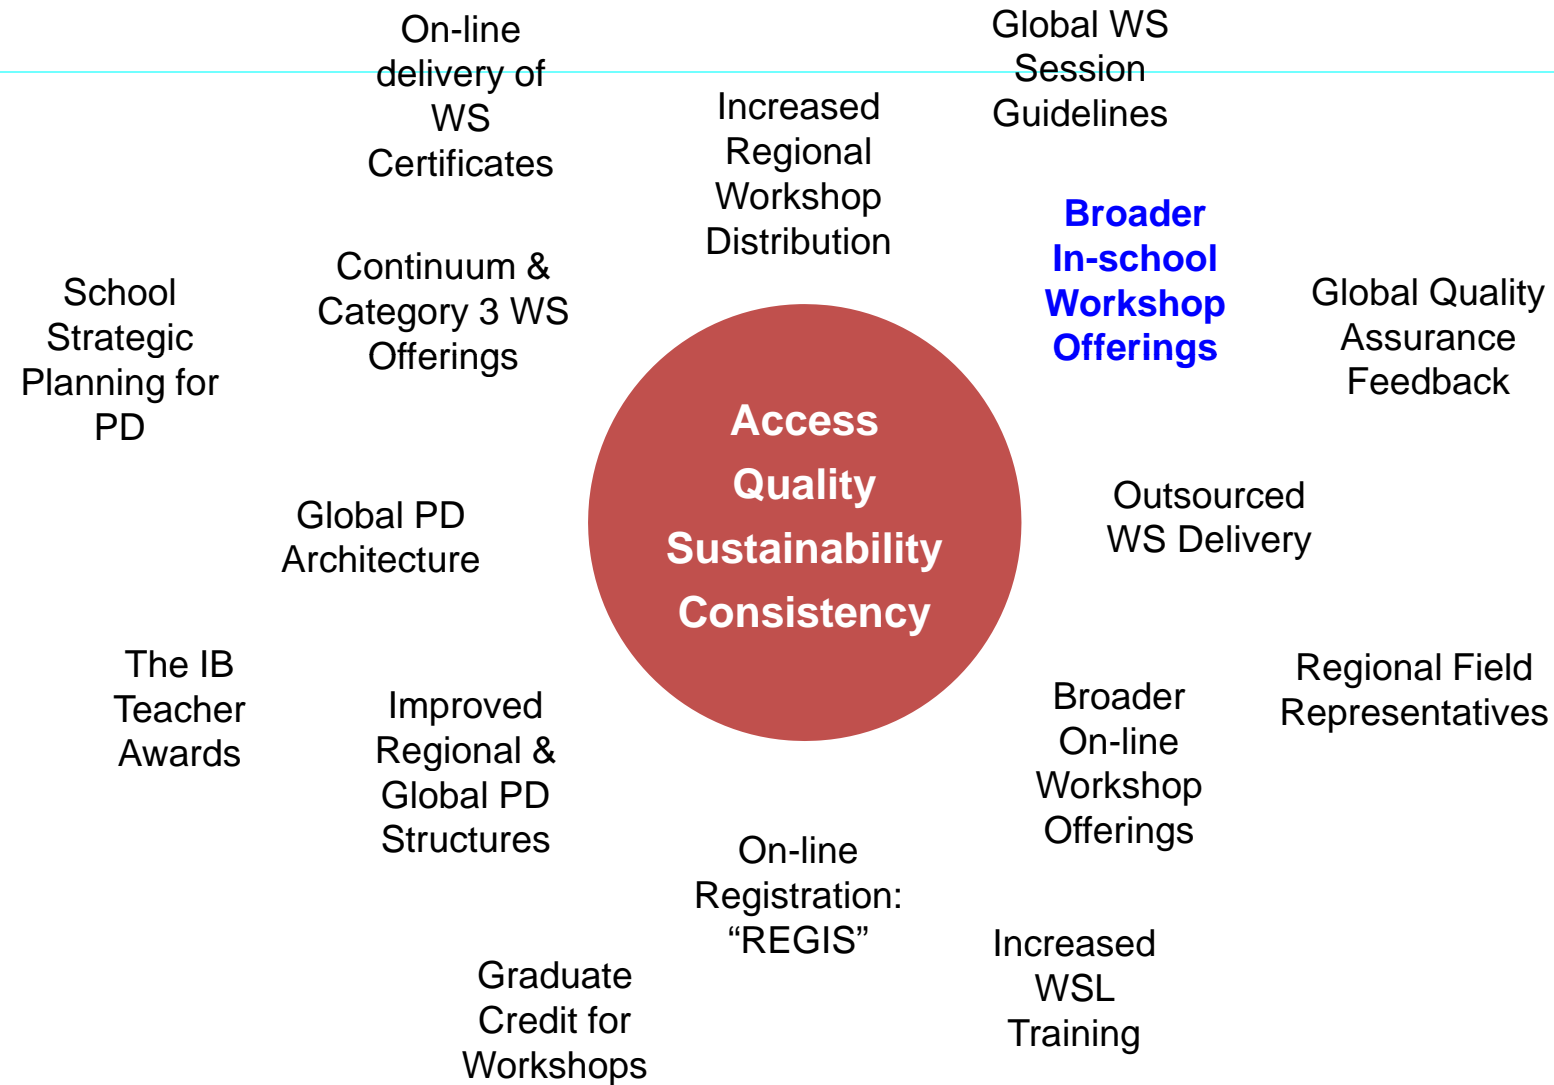 On-line
delivery of
WS
Certificates
Global WS
Session
Guidelines
Increased
Regional
Workshop
Distribution
Broader
In-school
Workshop
Offerings
Continuum &
Category 3 WS
Offerings
School
Strategic
Planning for
PD
Global Quality
Assurance
Feedback
Access
Quality
Sustainability
Consistency
Global PD
Architecture
Outsourced
WS Delivery
The IB
Teacher
Awards
Improved
Regional &
Global PD
Structures
Broader
On-line
Workshop
Offerings
Regional Field
Representatives
On-line
Registration:
“REGIS”
Graduate
Credit for
Workshops
Increased
WSL
Training